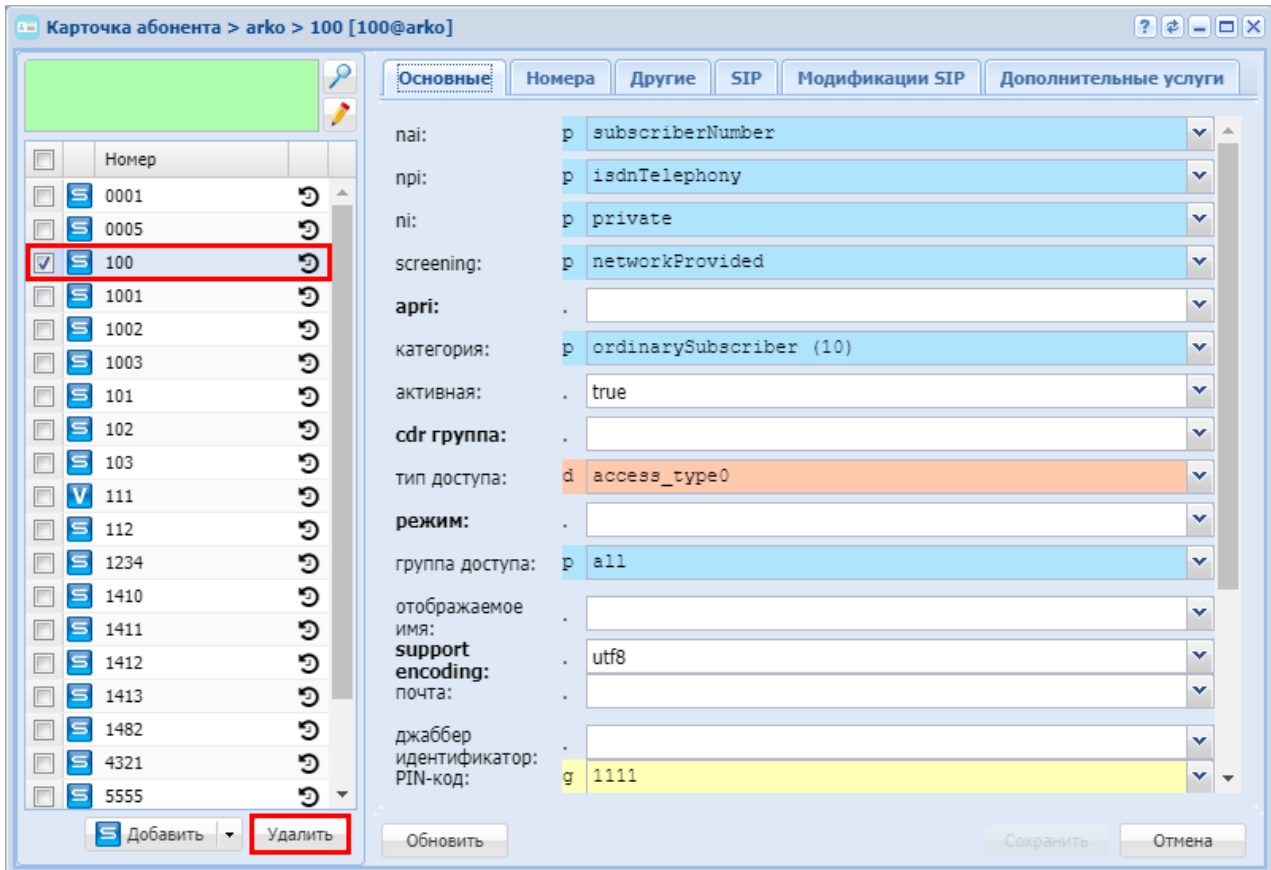 Карточка абонента > arko > 100 [100@arko]
Основные Номера Другие SIP Модификации SIP Дополнительные услуги
Номер
0001
0005
100
1001
1002
1003
101
102
103
V 111
112
1234
1410
1411
1412
1413
1482
4321
5555
Добавить Удалить
nai: p subscriberNumber
npi: p isdnTelephony
ni: p private
screening: p networkProvided
apri: .
категория: p ordinarySubscriber (10)
активная: . true
cdr группа: .
тип доступа: d access_type0
режим: .
группа доступа: p all
отображаемое
имя: .
support
encoding: . utf8
почта: .
джаббер
идентификатор: .
PIN-код: g 1111
Обновить Сохранить Отмена